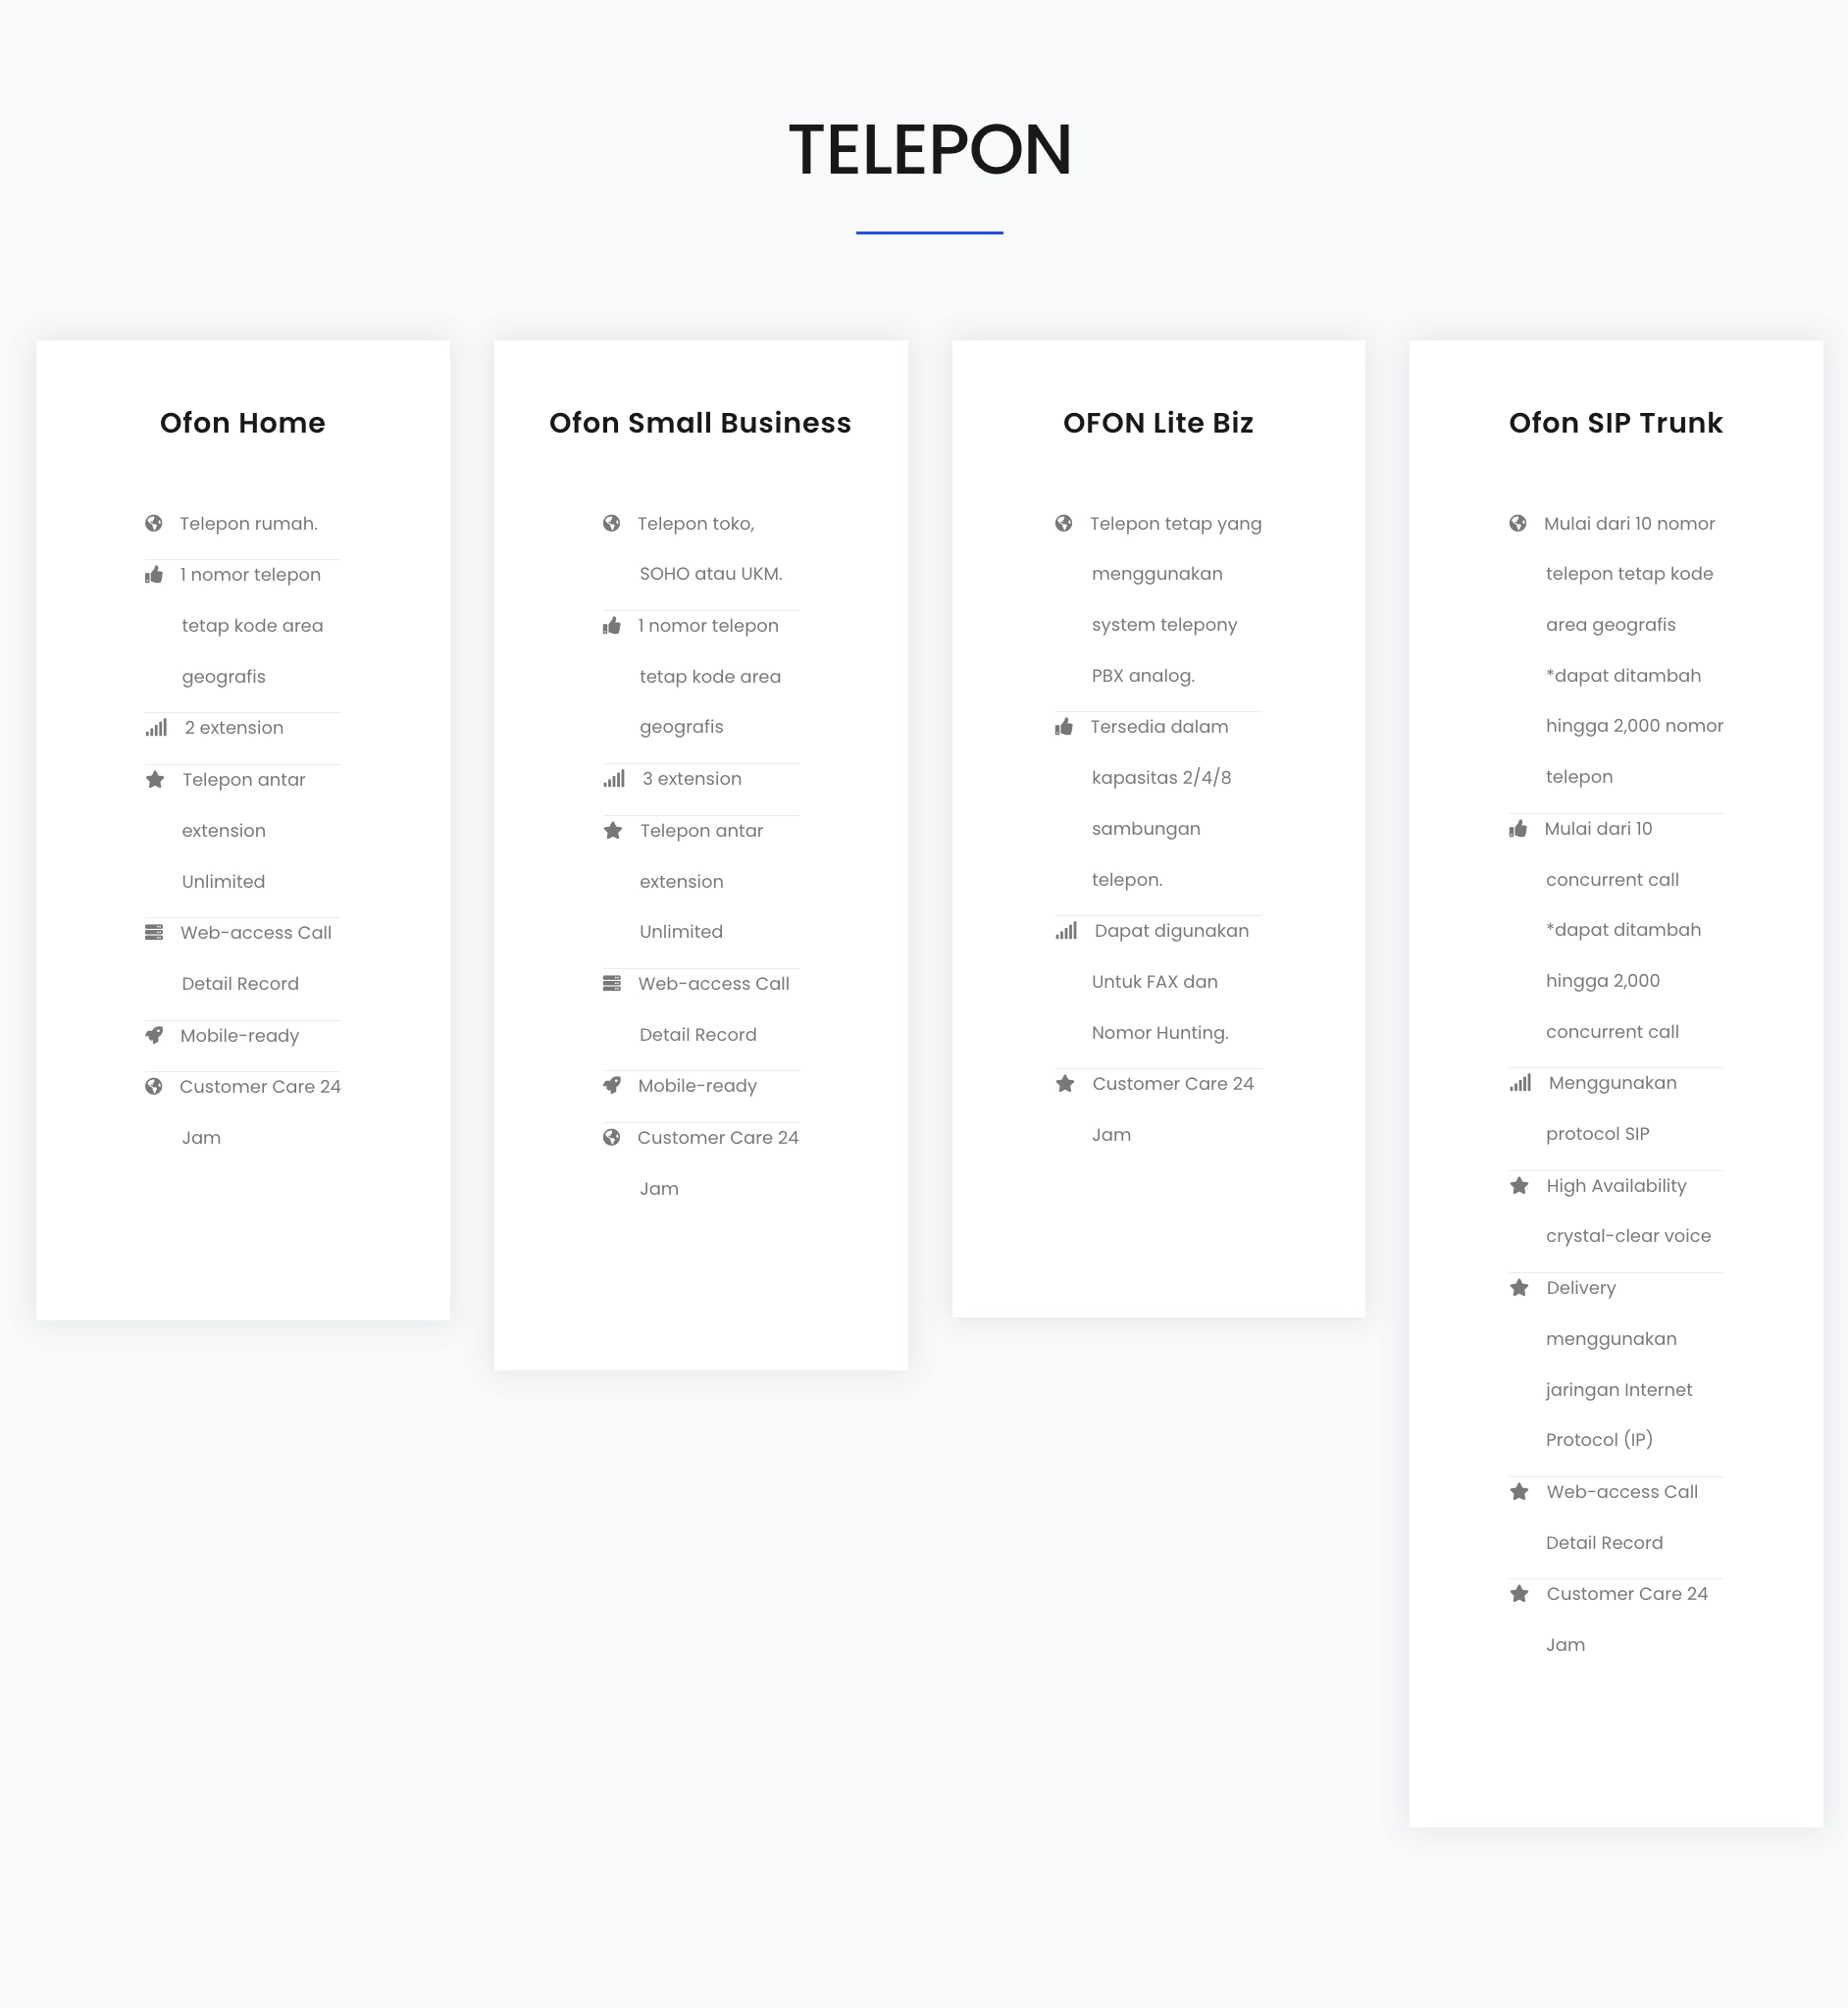 TELEPON
Ofon Home
Telepon rumah.
1 nomor telepon
tetap kode area
geografis
2 extension
Telepon antar
extension
Unlimited
Web-access Call
Detail Record
Mobile-ready
Customer Care 24
Jam
Ofon Small Business
Telepon toko,
SOHO atau UKM.
1 nomor telepon
tetap kode area
geografis
3 extension
Telepon antar
extension
Unlimited
Web-access Call
Detail Record
Mobile-ready
Customer Care 24
Jam
OFON Lite Biz
Telepon tetap yang
menggunakan
system telepony
PBX analog.
Tersedia dalam
kapasitas 2/4/8
sambungan
telepon.
Dapat digunakan
Untuk FAX dan
Nomor Hunting.
Customer Care 24
Jam
Ofon SIP Trunk
Mulai dari 10 nomor
telepon tetap kode
area geografis
*dapat ditambah
hingga 2,000 nomor
telepon
Mulai dari 10
concurrent call
*dapat ditambah
hingga 2,000
concurrent call
Menggunakan
protocol SIP
High Availability
crystal-clear voice
Delivery
menggunakan
jaringan Internet
Protocol (IP)
Web-access Call
Detail Record
Customer Care 24
Jam